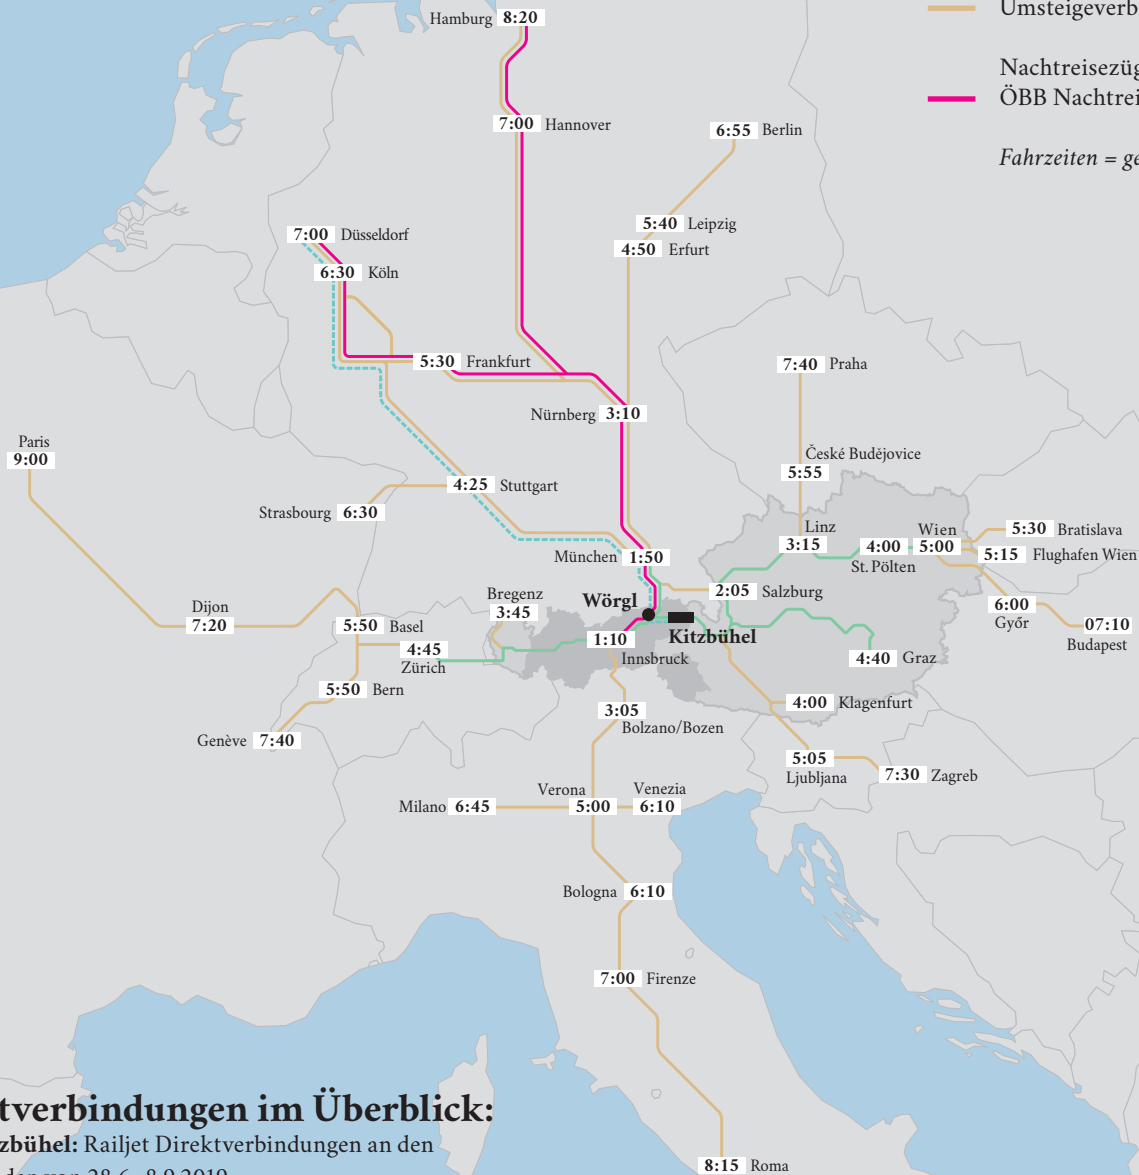 Hamburg 8:20
Umsteigeverb
Nachtreisezüg
ÖBB Nachtrei
7:00 Hannover
6:55 Berlin
Fahrzeiten = ge
5:40 Leipzig
7:00 Düsseldorf
4:50 Erfurt
6:30 Köln
5:30 Frankfurt
7:40 Praha
Nürnberg 3:10
Paris
9:00
České Budějovice
5:55
4:25 Stuttgart
Strasbourg 6:30
Linz
3:15
Wien
5:00
4:00
St. Pölten
5:30 Bratislava
5:15 Flughafen Wien
München 1:50
2:05 Salzburg
Bregenz
3:45
Wörgl
Kitzbühel
6:00
Győr
07:10
Budapest
Dijon
7:20
5:50 Basel
4:45
Zürich
1:10
Innsbruck
4:40 Graz
5:50 Bern
3:05
Bolzano/Bozen
4:00 Klagenfurt
Genève 7:40
5:05
Ljubljana
7:30 Zagreb
Milano 6:45
Verona
5:00
Venezia
6:10
Bologna 6:10
7:00 Firenze
tverbindungen im Überblick:
zbühel: Railjet Direktverbindungen an den
8:15 Roma